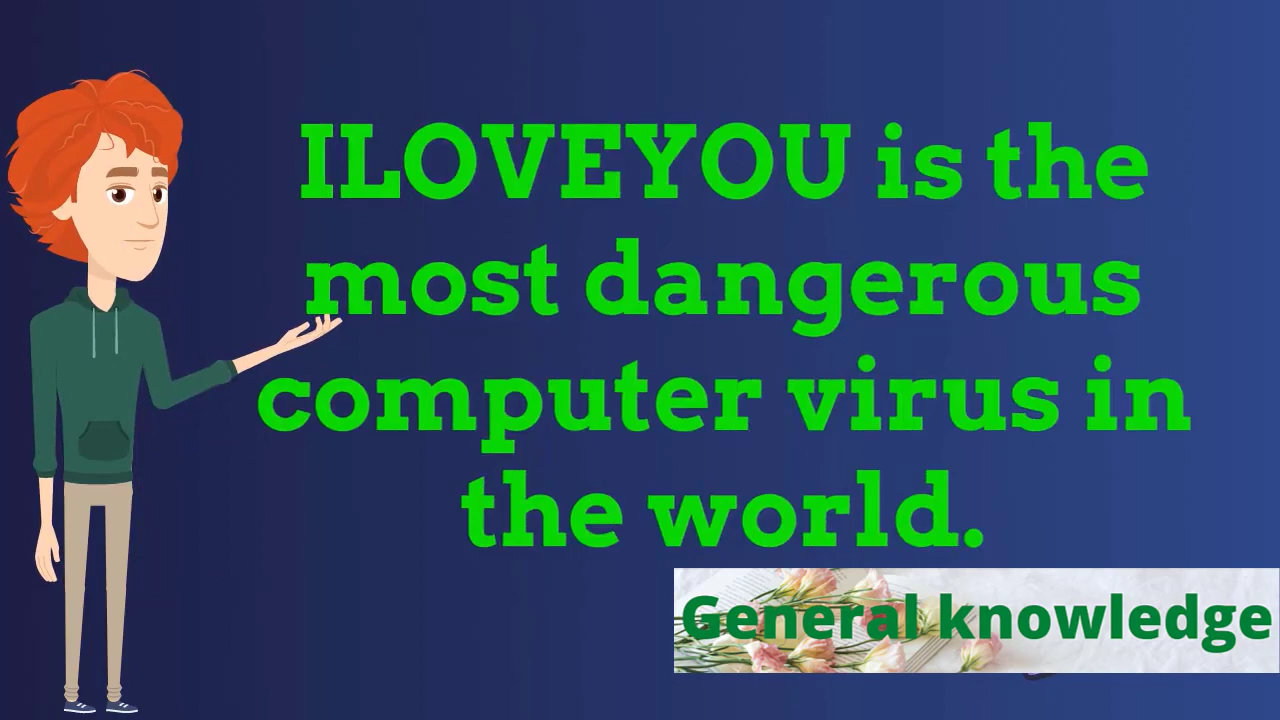 ILOVEYOU is the
most dangerous
computer virus in
the world.
General knowledge